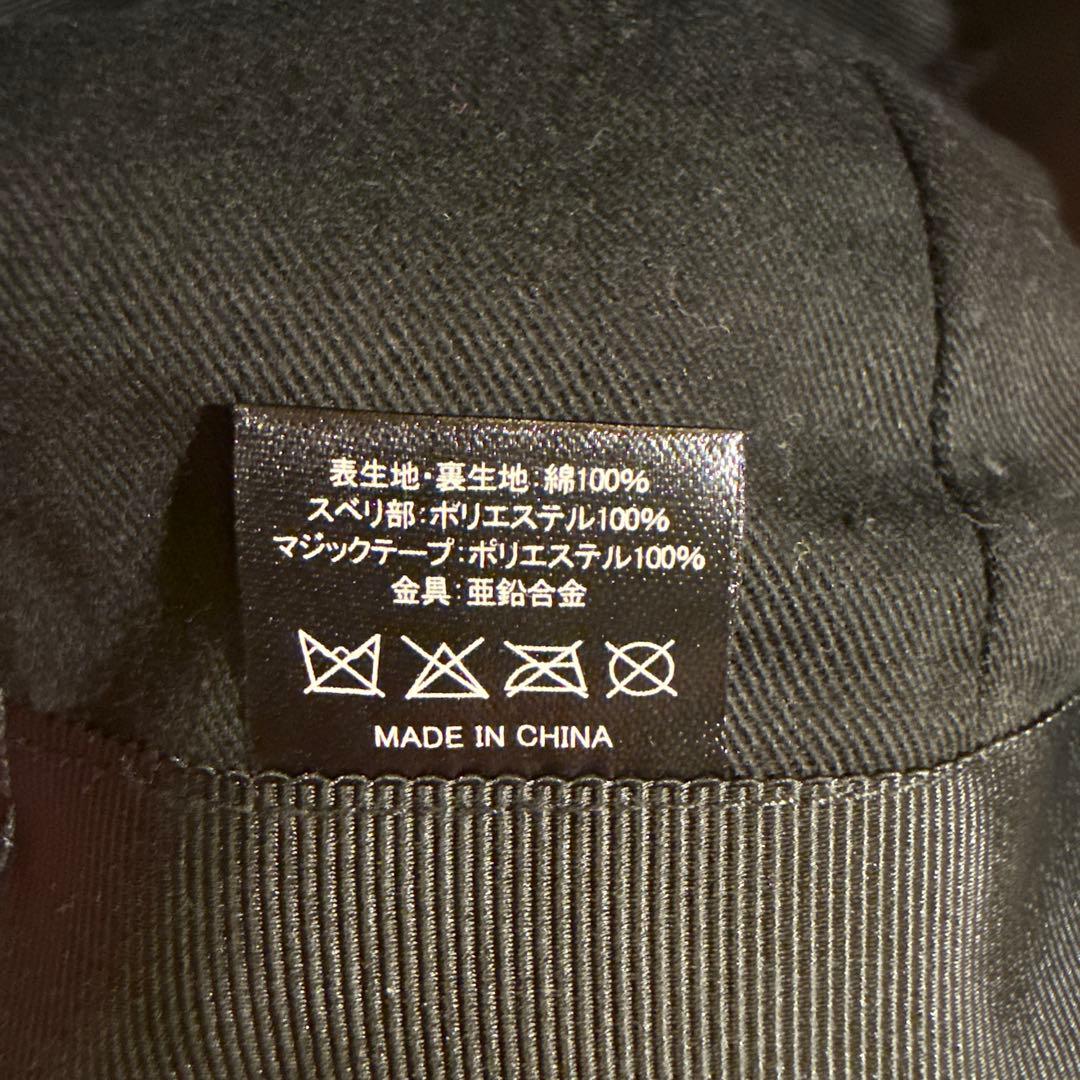 表生地・裏生地:綿100%
スベリ部:ポリエステル100%
マジックテープ:ポリエステル100%
金具:亜鉛合金
MADE IN CHINA